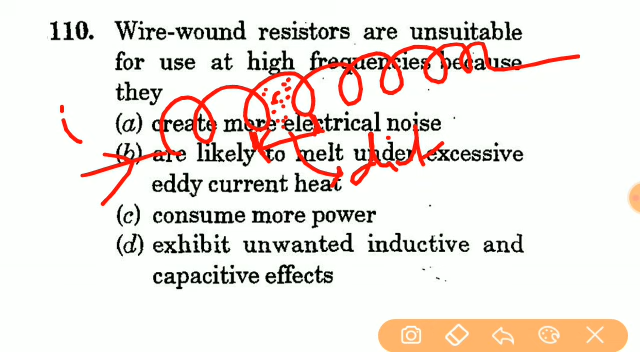 110. Wire-wound resistors are unsuitable
for use at high frequencies because
they
(a) create more electrical noise
(b) are likely to melt under excessive
eddy current heat
(c) consume more power
(d) exhibit unwanted inductive and
capacitive effects